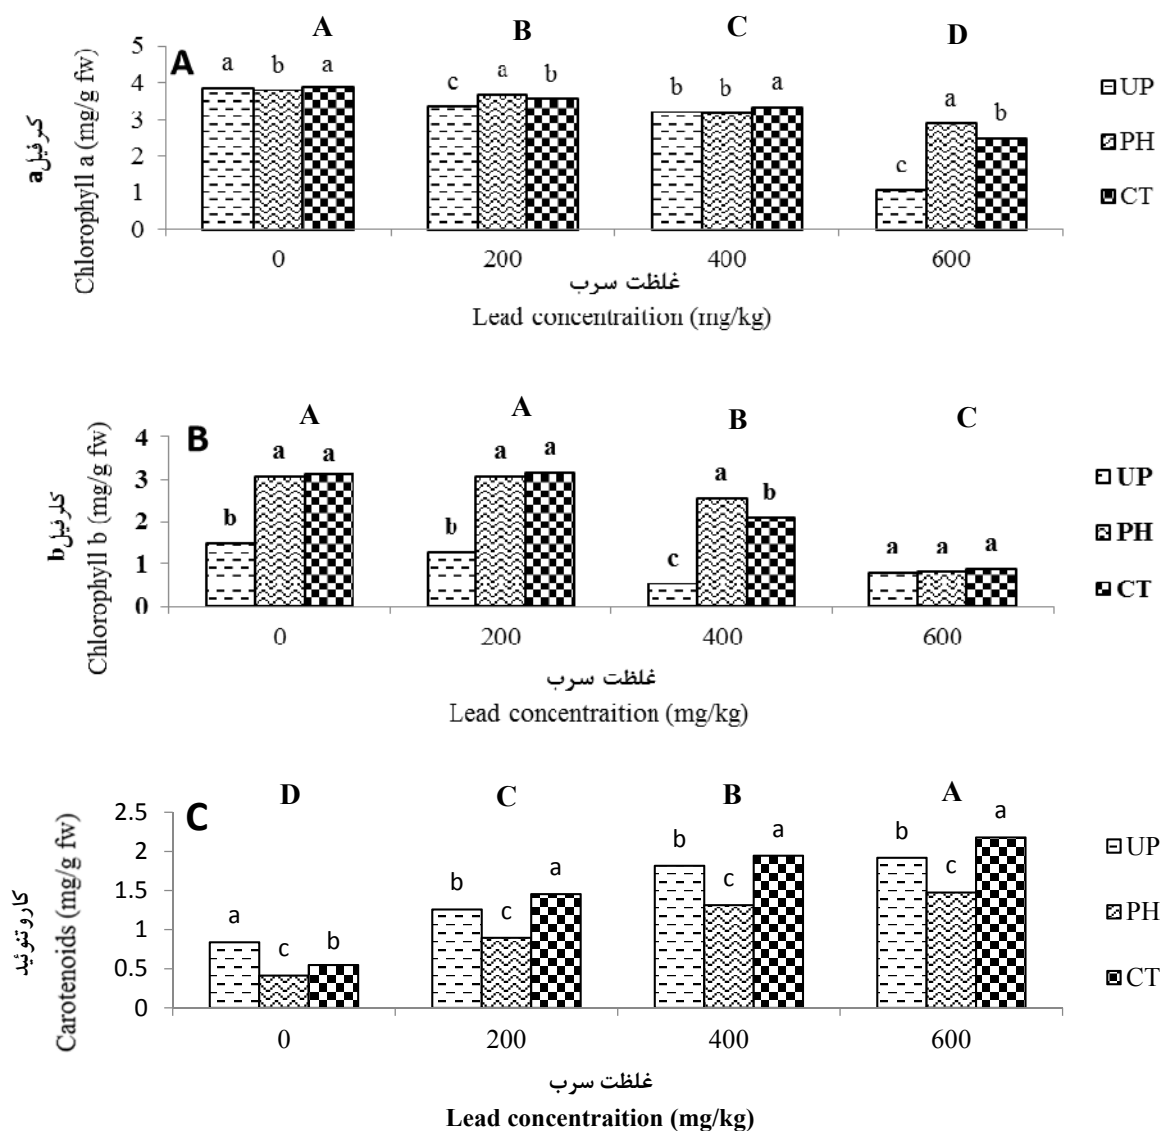 A B C D
A
5
4
3
2
1
0
a b a c a b b b a c a b
کرفیل a
Chlorophyll a (mg/g fw)
0 200 400 600
غلظت سرب
Lead concentraition (mg/kg)
UP
PH
CT
A A B C
B
4
3
2
1
0
b a a b a a c a b a a a
کلرفیل b
Chlorophyll b (mg/g fw)
0 200 400 600
غلظت سرب
Lead concentraition (mg/kg)
UP
PH
CT
D C B A
C
2.5
2
1.5
1
0.5
0
a c b b c a b c a b c a
کاروتنوئید
Carotenoids (mg/g fw)
0 200 400 600
غلظت سرب
Lead concentraition (mg/kg)
UP
PH
CT